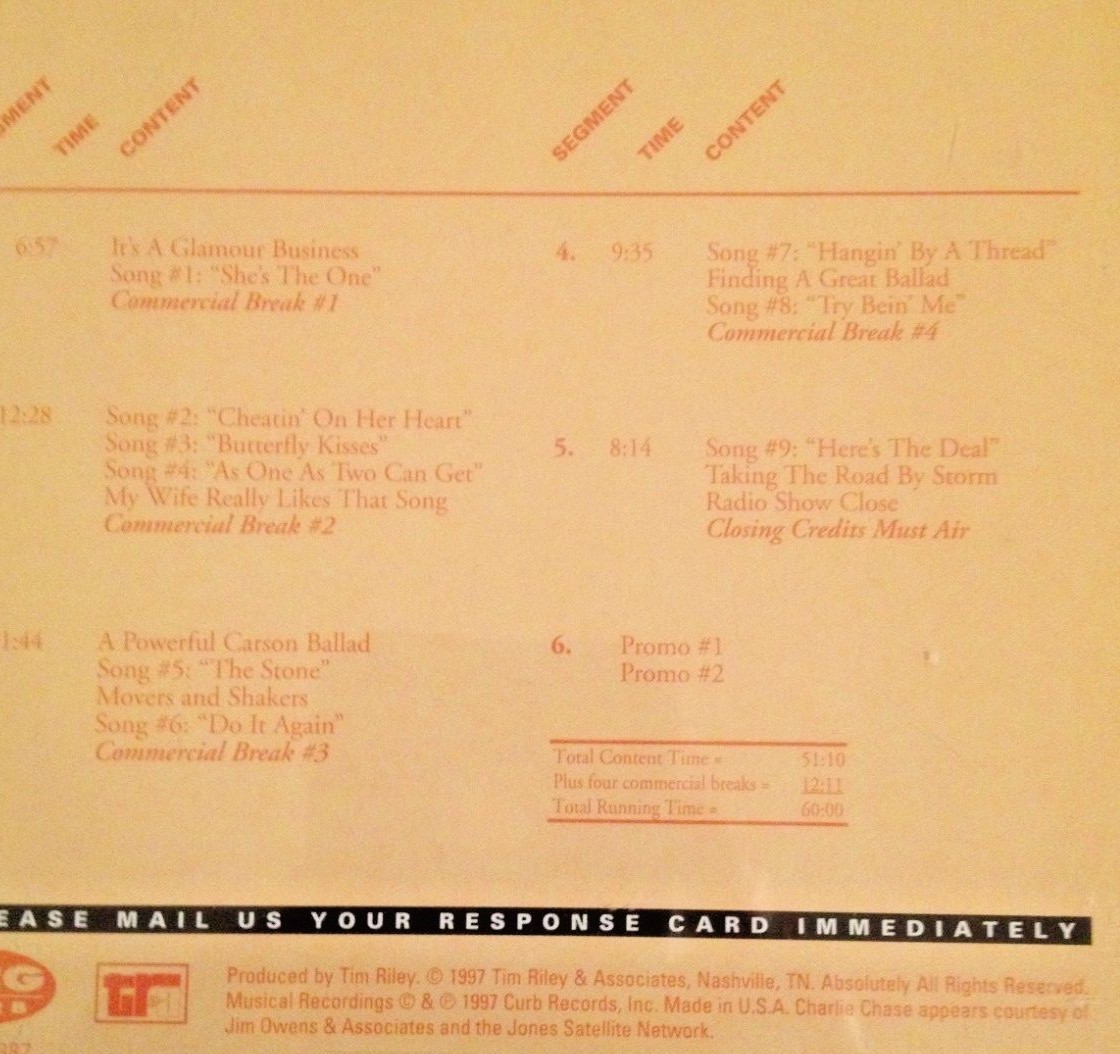 GMENT TIME CONTENT
SEGMENT TIME CONTENT
6:57 It's A Glamour Business
Song #1: "She's The One"
Commercial Break #1
12:28 Song #2: "Cheatin' On Her Heart"
Song #3: "Butterfly Kisses"
Song #4: "As One As Two Can Get"
My Wife Really Likes That Song
Commercial Break #2
1:44 A Powerful Carson Ballad
Song #5: "The Stone"
Movers and Shakers
Song #6: "Do It Again"
Commercial Break #3
4. 9:35 Song #7: "Hangin' By A Thread"
Finding A Great Ballad
Song #8: "Try Bein' Me"
Commercial Break #4
5. 8:14 Song #9: "Here's The Deal"
Taking The Road By Storm
Radio Show Close
Closing Credits Must Air
6. Promo #1
Promo #2
Total Content Time = 51:10
Plus four commercial breaks = 12:11
Total Running Time = 60:00
EASE MAIL US YOUR RESPONSE CARD IMMEDIATELY
Produced by Tim Riley. © 1997 Tim Riley & Associates, Nashville, TN. Absolutely All Rights Reserved.
Musical Recordings © & ℗ 1997 Curb Records, Inc. Made in U.S.A. Charlie Chase appears courtesy of
Jim Owens & Associates and the Jones Satellite Network.